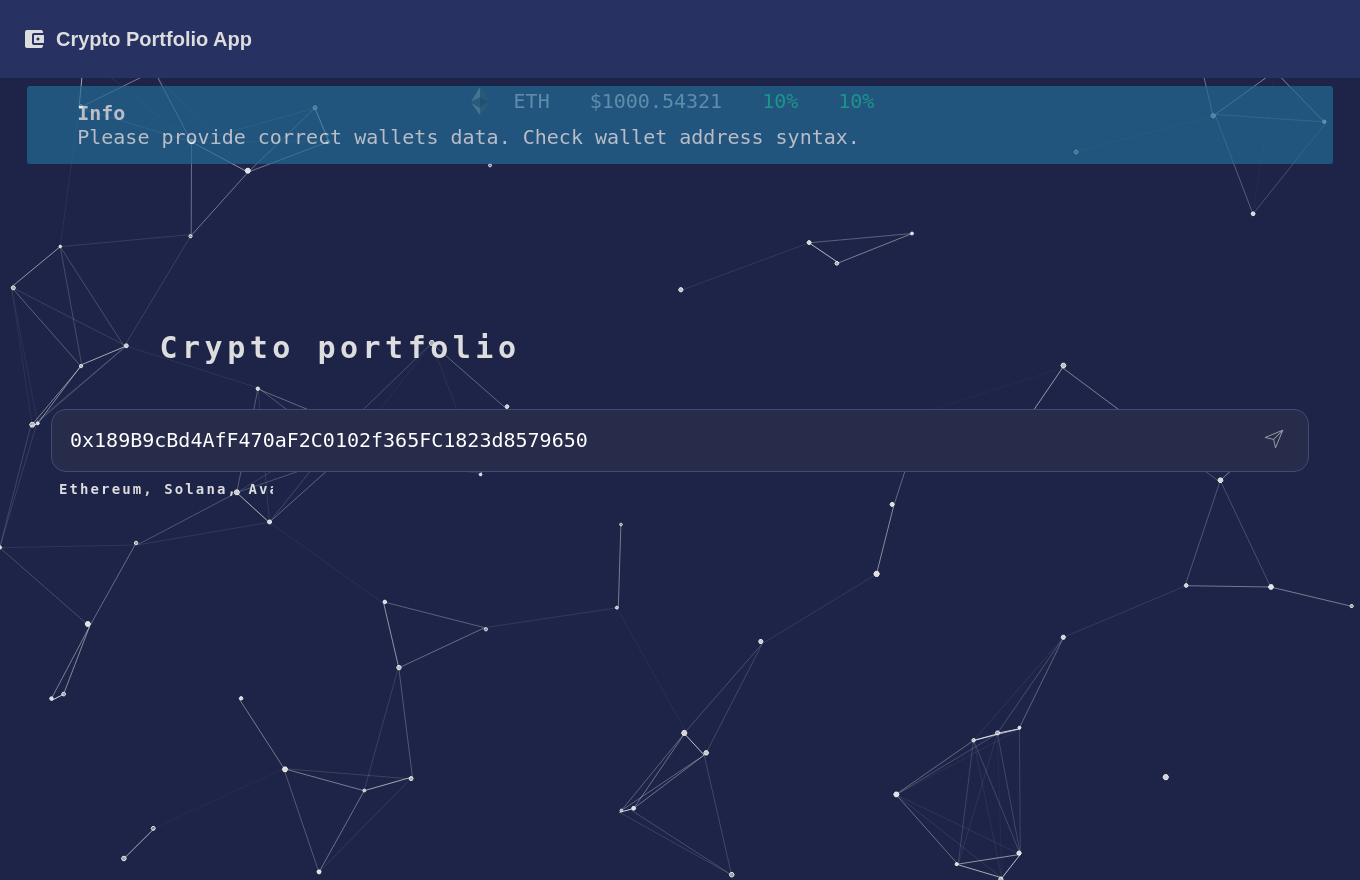 Crypto Portfolio App
ETH $1000.54321 10% 10%
Info
Please provide correct wallets data. Check wallet address syntax.
Crypto portfolio
0x189B9cBd4AfF470aF2C0102f365FC1823d8579650
Ethereum, Solana, Ava